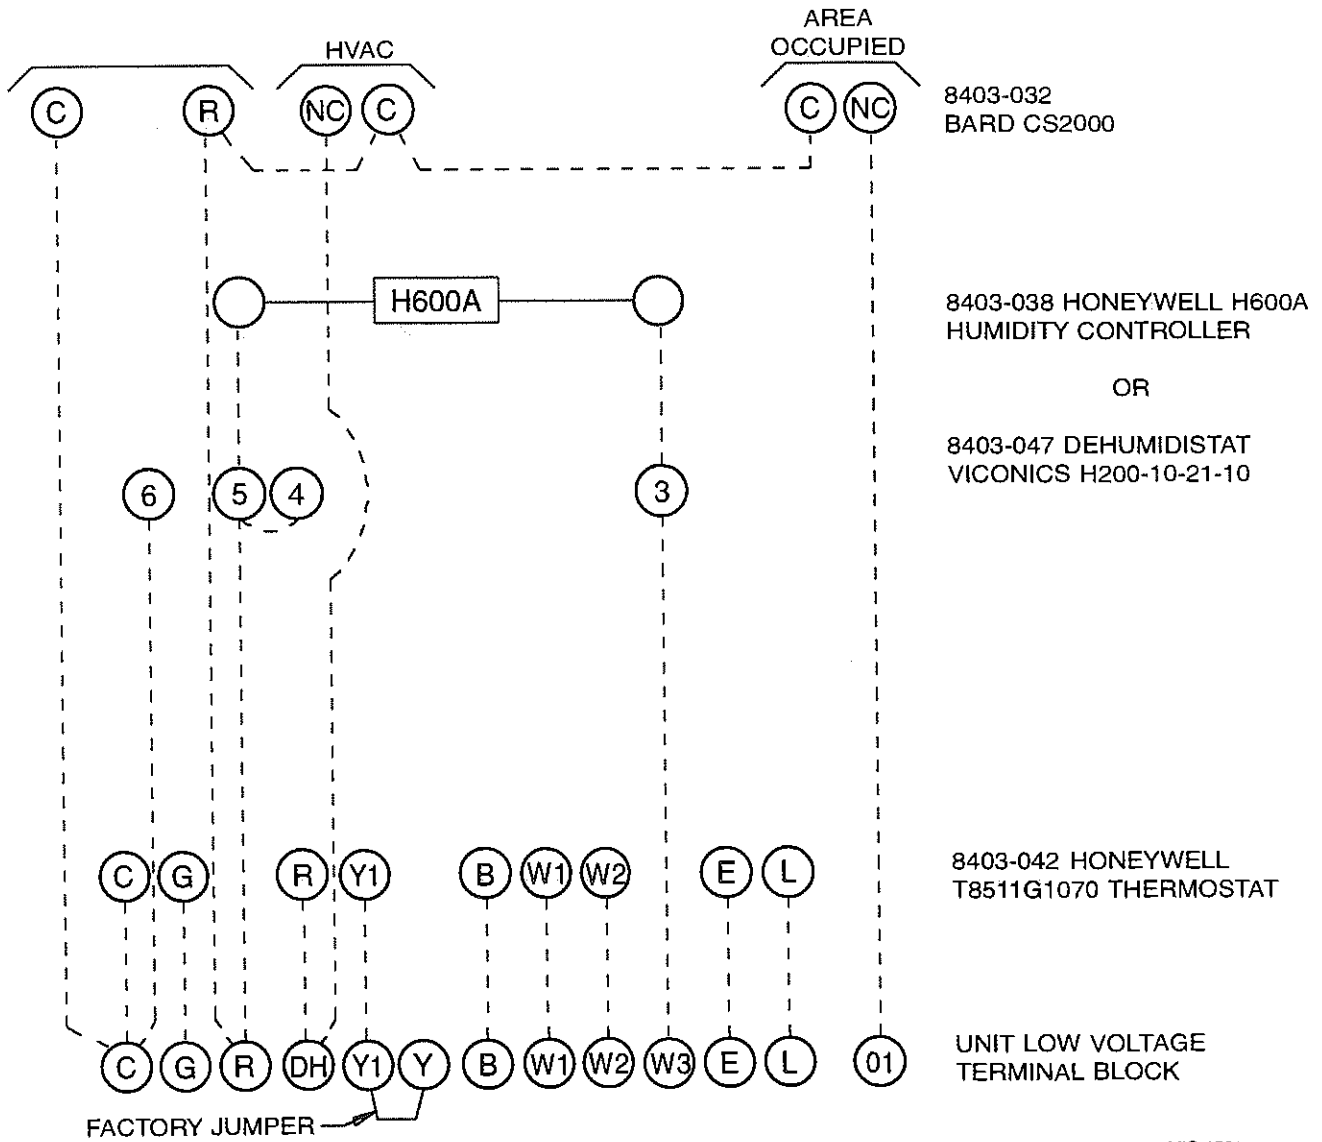 AREA
HVAC OCCUPIED
C R NC C C NC 8403-032
BARD CS2000
H600A 8403-038 HONEYWELL H600A
HUMIDITY CONTROLLER
OR
8403-047 DEHUMIDISTAT
6 5 4 3 VICONICS H200-10-21-10
C G R Y1 B W1 W2 E L 8403-042 HONEYWELL
T8511G1070 THERMOSTAT
C G R DH Y1 Y B W1 W2 W3 E L 01 UNIT LOW VOLTAGE
TERMINAL BLOCK
FACTORY JUMPER